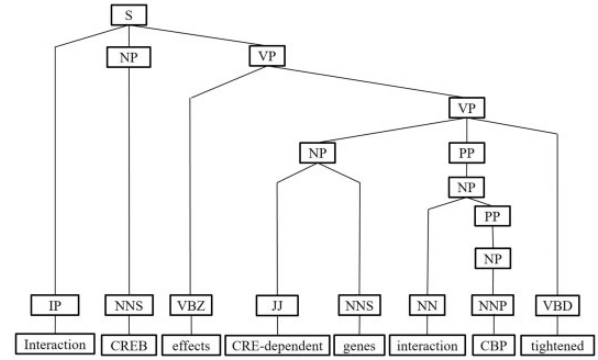 S
NP
VP
VP
NP
PP
NP
PP
NP
IP NNS VBZ JJ NNS NN NNP VBD
Interaction CREB effects CRE-dependent genes interaction CBP tightened